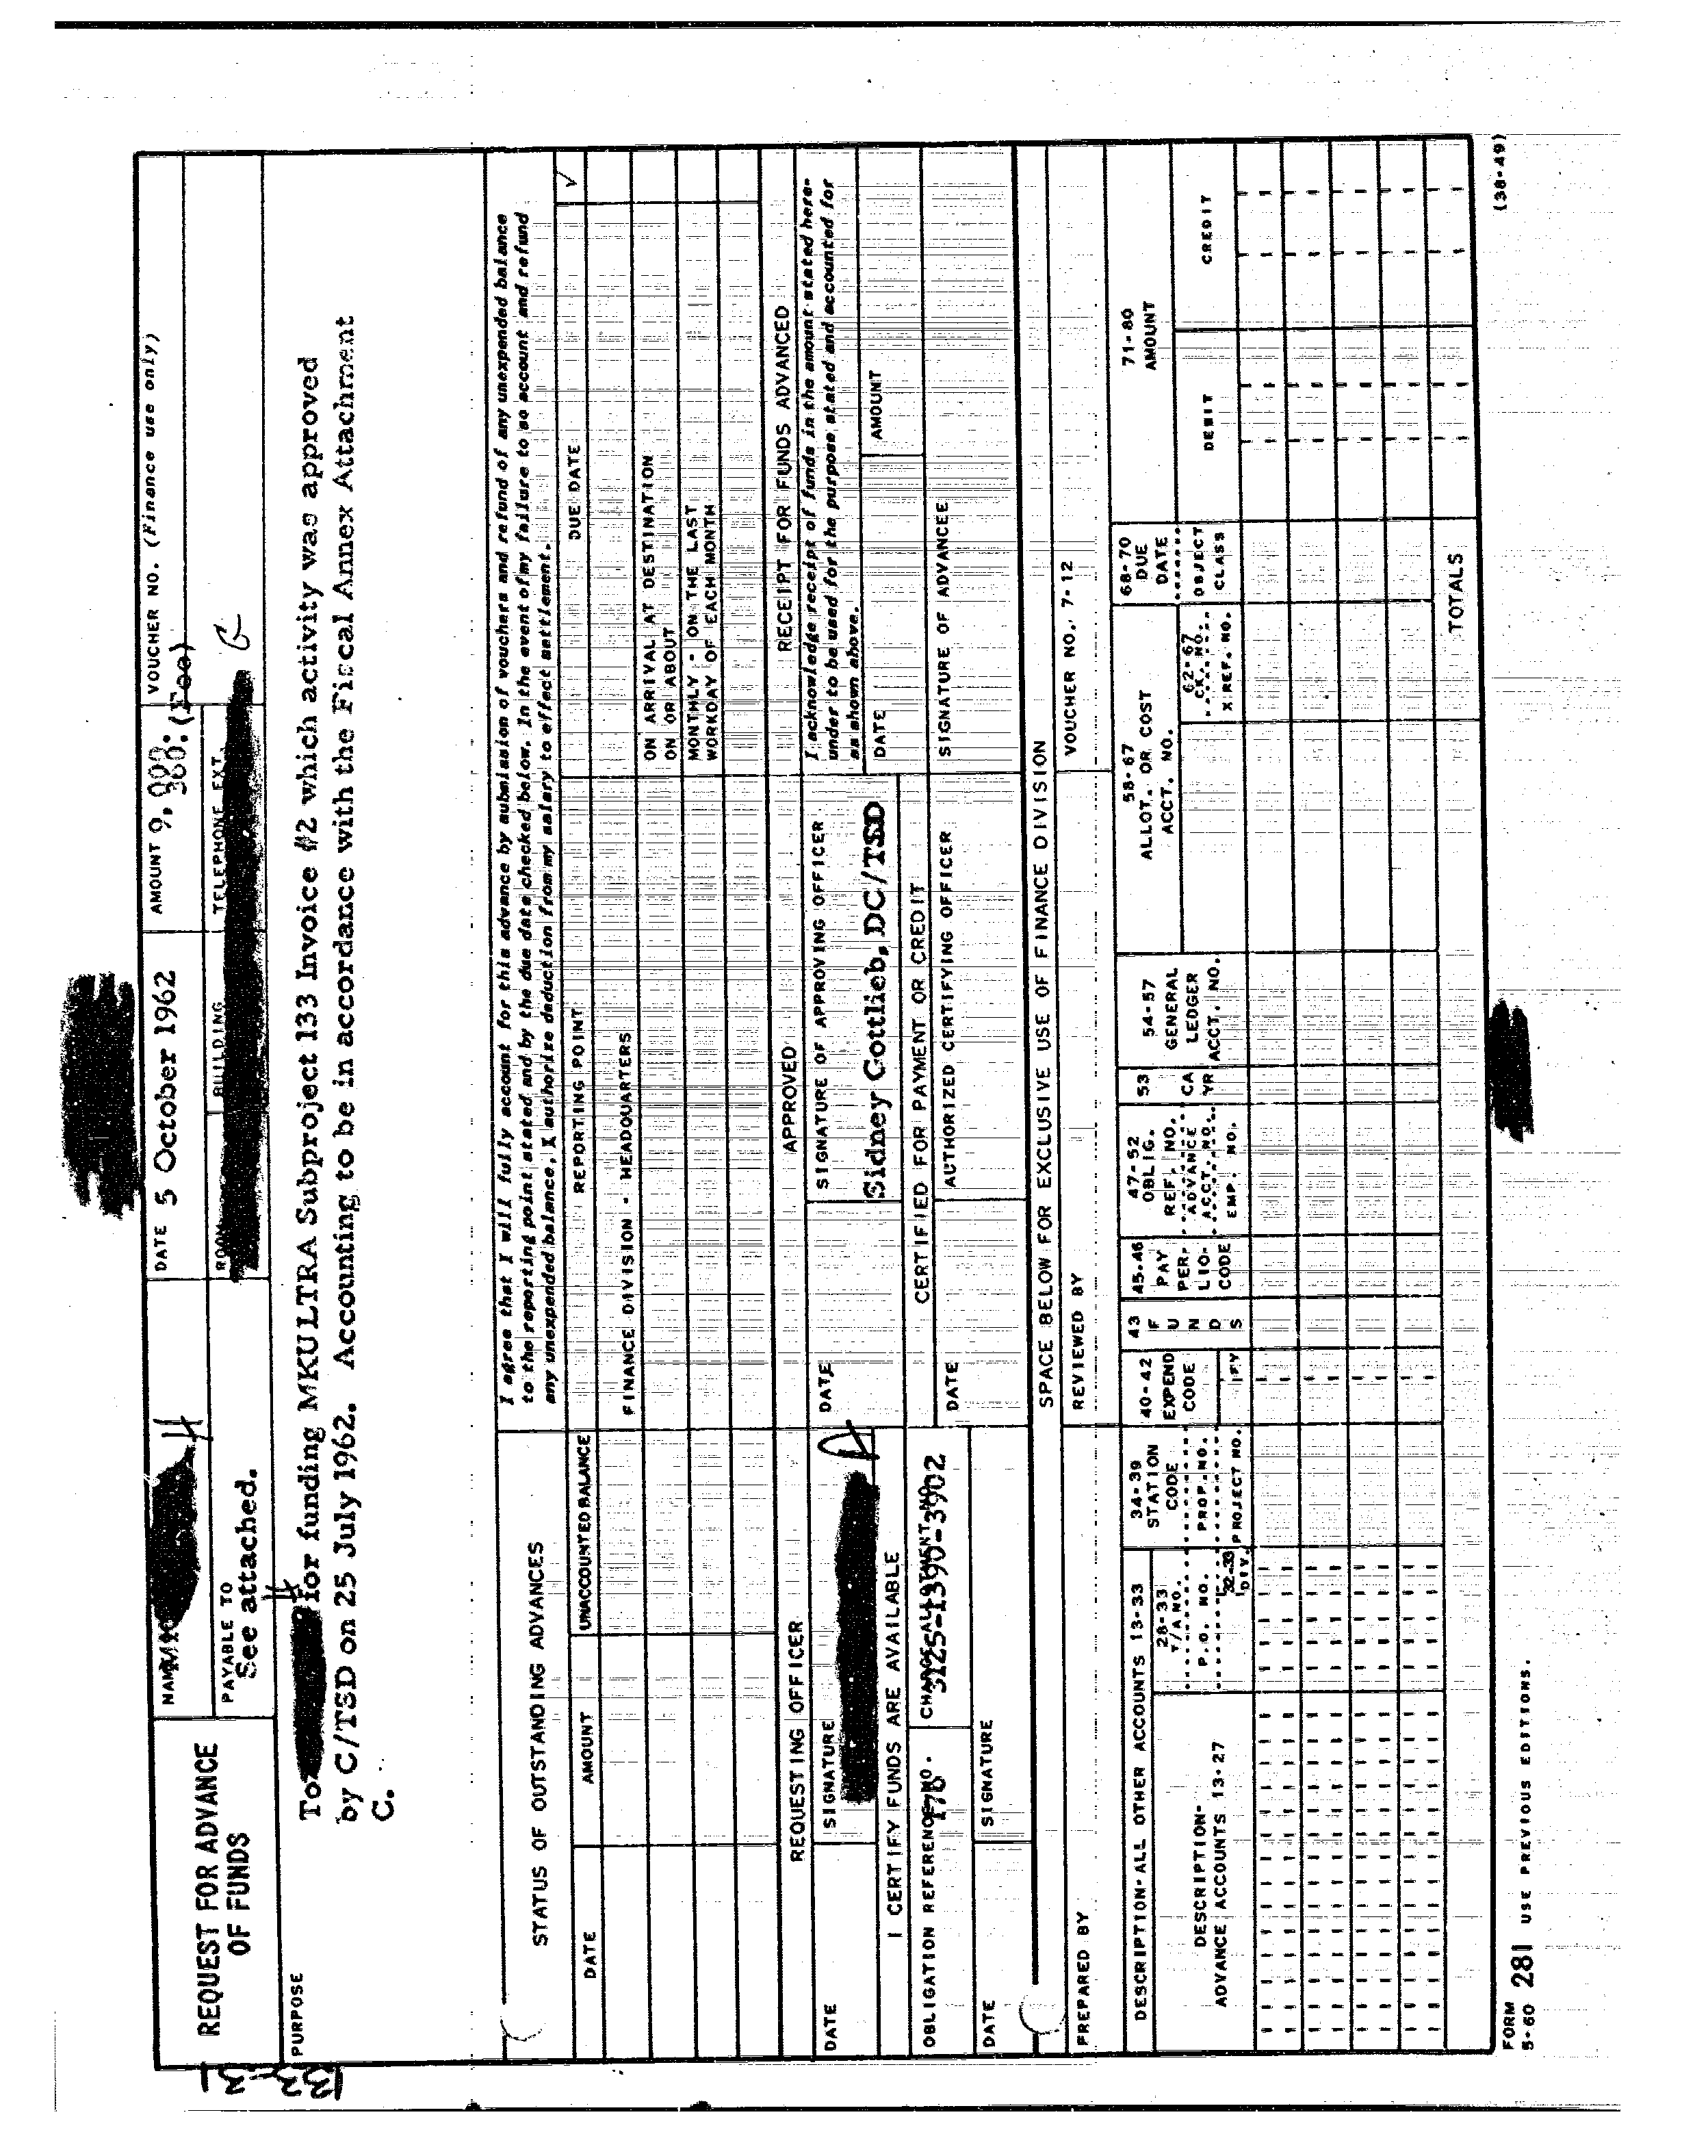 REQUEST FOR ADVANCE
OF FUNDS
DATE 5 October 1962
AMOUNT 9,
VOUCHER NO. (Finance use only)
PAYABLE TO
See attached.
ROOM
BUILDING
TELEPHONE EXT.
PURPOSE
To for funding MKULTRA Subproject 133 Invoice #2 which activity was approved
by C/TSD on 25 July 1962. Accounting to be in accordance with the Fiscal Annex Attachment
C.
STATUS OF OUTSTANDING ADVANCES
I agree that I will fully account for this advance by submission of vouchers and refund of any unexpended balance
to the reporting point stated and by the due date checked below. In the event of my failure to so account and refund
any unexpended balance, I authorize deduction from my salary to effect settlement.
DATE AMOUNT UNACCOUNTED BALANCE
REPORTING POINT DUE DATE
FINANCE DIVISION - HEADQUARTERS
ON ARRIVAL AT DESTINATION
ON OR ABOUT
MONTHLY - ON THE LAST
WORKDAY OF EACH MONTH
REQUESTING OFFICER
APPROVED
RECEIPT FOR FUNDS ADVANCED
DATE SIGNATURE
DATE SIGNATURE OF APPROVING OFFICER
Sidney Gottlieb, DC/TSD
I acknowledge receipt of funds in the amount stated here-
under to be used for the purpose stated and accounted for
as shown above.
DATE AMOUNT
I CERTIFY FUNDS ARE AVAILABLE
CERTIFIED FOR PAYMENT OR CREDIT
OBLIGATION REFERENCE NO.
176
CHARGE ALLOTMENT NO.
3125-1390-3902
DATE AUTHORIZED CERTIFYING OFFICER
SIGNATURE OF ADVANCEE
DATE SIGNATURE
SPACE BELOW FOR EXCLUSIVE USE OF FINANCE DIVISION
PREPARED BY REVIEWED BY VOUCHER NO. 7-12
DESCRIPTION-ALL OTHER ACCOUNTS 13-33
DESCRIPTION-
ADVANCE ACCOUNTS 13-27
28-33
T/A NO.
P.O. NO.
32-33
DIV.
34-39
STATION
CODE
PROP. NO.
PROJECT NO.
40-42
EXPEND
CODE
FY
43
FUNDS
45-46
PAY
PER-
LIQ-
CODE
47-52
OBLIG.
REF. NO.
ADVANCE
ACCT. NO.
EMP. NO.
53
CA
YR
54-57
GENERAL
LEDGER
ACCT. NO.
58-67
ALLOT. OR COST
ACCT. NO.
62-67
CK. NO.
X REF. NO.
68-70
DUE
DATE
OBJECT
CLASS
71-80
AMOUNT
DEBIT CREDIT
TOTALS
FORM
5-60 281 USE PREVIOUS EDITIONS.
(38-49)